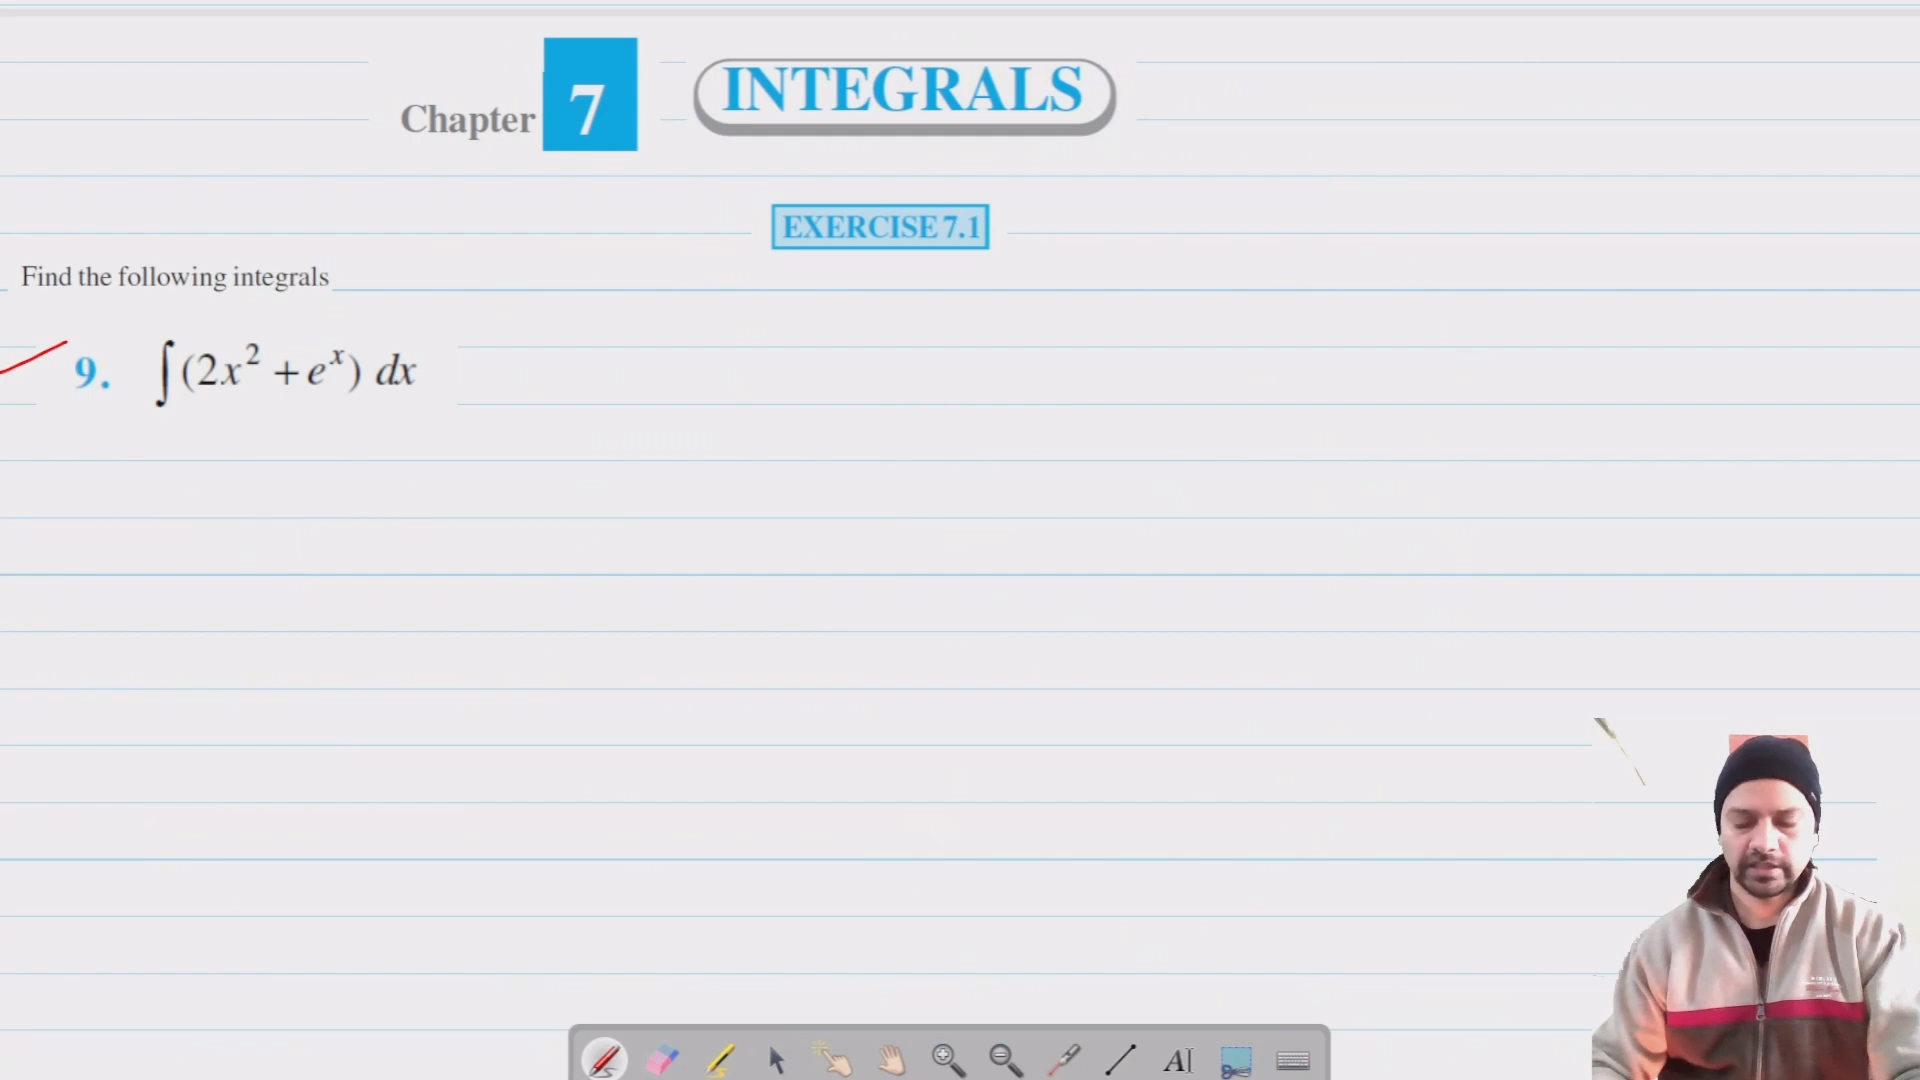 Chapter 7 INTEGRALS
EXERCISE 7.1
Find the following integrals
9. ∫(2x² + eˣ) dx